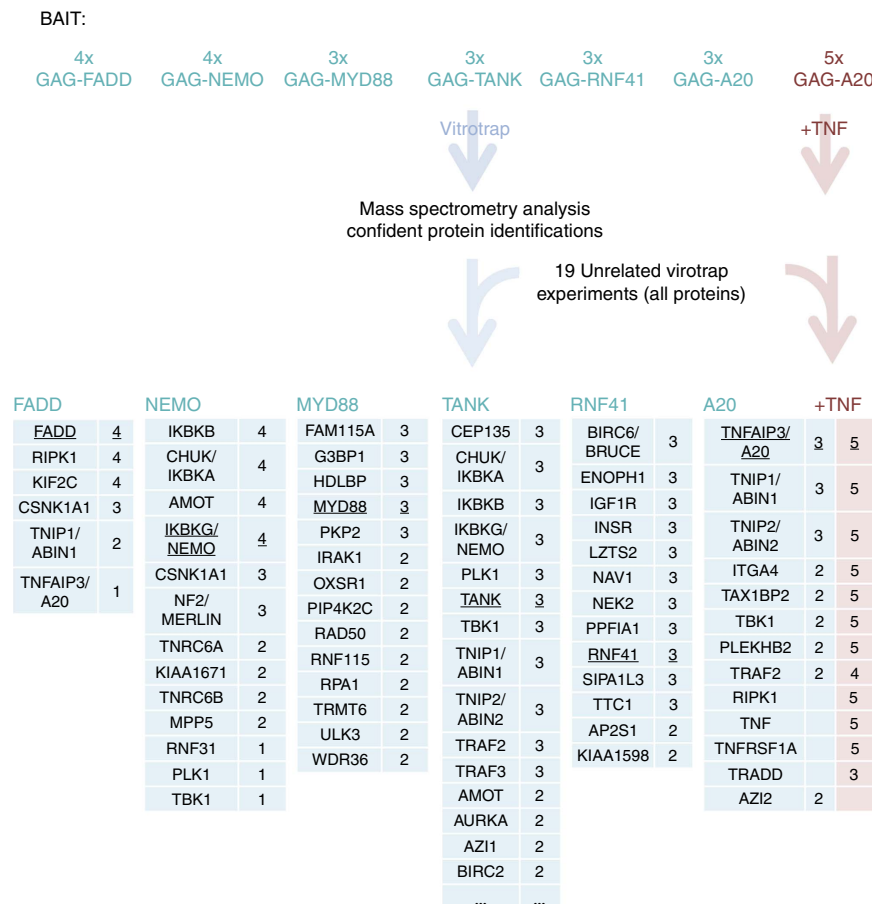 BAIT:
4x 4x 3x 3x 3x 3x 5x
GAG-FADD GAG-NEMO GAG-MYD88 GAG-TANK GAG-RNF41 GAG-A20 GAG-A20
Vitrotrap +TNF
Mass spectrometry analysis
confident protein identifications
19 Unrelated virotrap
experiments (all proteins)
FADD
FADD 4
RIPK1 4
KIF2C 4
CSNK1A1 3
TNIP1/
ABIN1 2
TNFAIP3/
A20 1
NEMO
IKBKB 4
CHUK/
IKBKA 4
AMOT 4
IKBKG/
NEMO 4
CSNK1A1 3
NF2/
MERLIN 3
TNRC6A 2
KIAA1671 2
TNRC6B 2
MPP5 2
RNF31 1
PLK1 1
TBK1 1
MYD88
FAM115A 3
G3BP1 3
HDLBP 3
MYD88 3
PKP2 3
IRAK1 2
OXSR1 2
PIP4K2C 2
RAD50 2
RNF115 2
RPA1 2
TRMT6 2
ULK3 2
WDR36 2
TANK
CEP135 3
CHUK/
IKBKA 3
IKBKB 3
IKBKG/
NEMO 3
PLK1 3
TANK 3
TBK1 3
TNIP1/
ABIN1 3
TNIP2/
ABIN2 3
TRAF2 3
TRAF3 3
AMOT 2
AURKA 2
AZI1 2
BIRC2 2
... ...
RNF41
BIRC6/
BRUCE 3
ENOPH1 3
IGF1R 3
INSR 3
LZTS2 3
NAV1 3
NEK2 3
PPFIA1 3
RNF41 3
SIPA1L3 3
TTC1 3
AP2S1 2
KIAA1598 2
A20 +TNF
TNFAIP3/
A20 3 5
TNIP1/
ABIN1 3 5
TNIP2/
ABIN2 3 5
ITGA4 2 5
TAX1BP2 2 5
TBK1 2 5
PLEKHB2 2 5
TRAF2 2 4
RIPK1 5
TNF 5
TNFRSF1A 5
TRADD 3
AZI2 2